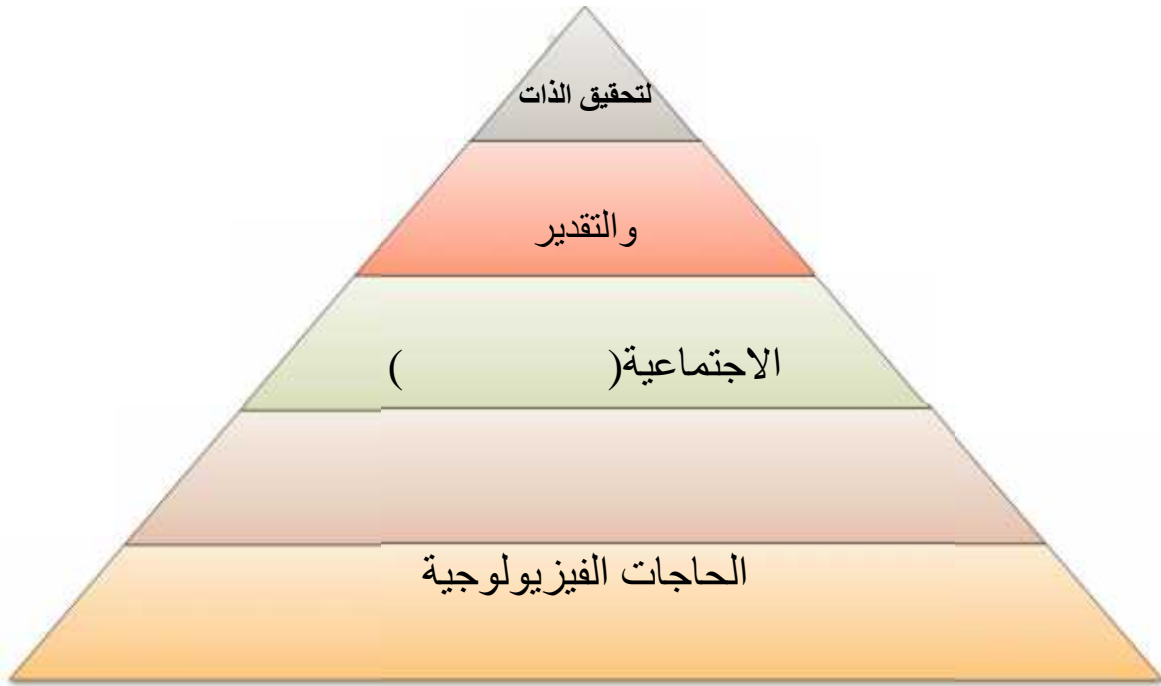 لتحقيق الذات
والتقدير
الاجتماعية( )
الحاجات الفيزيولوجية